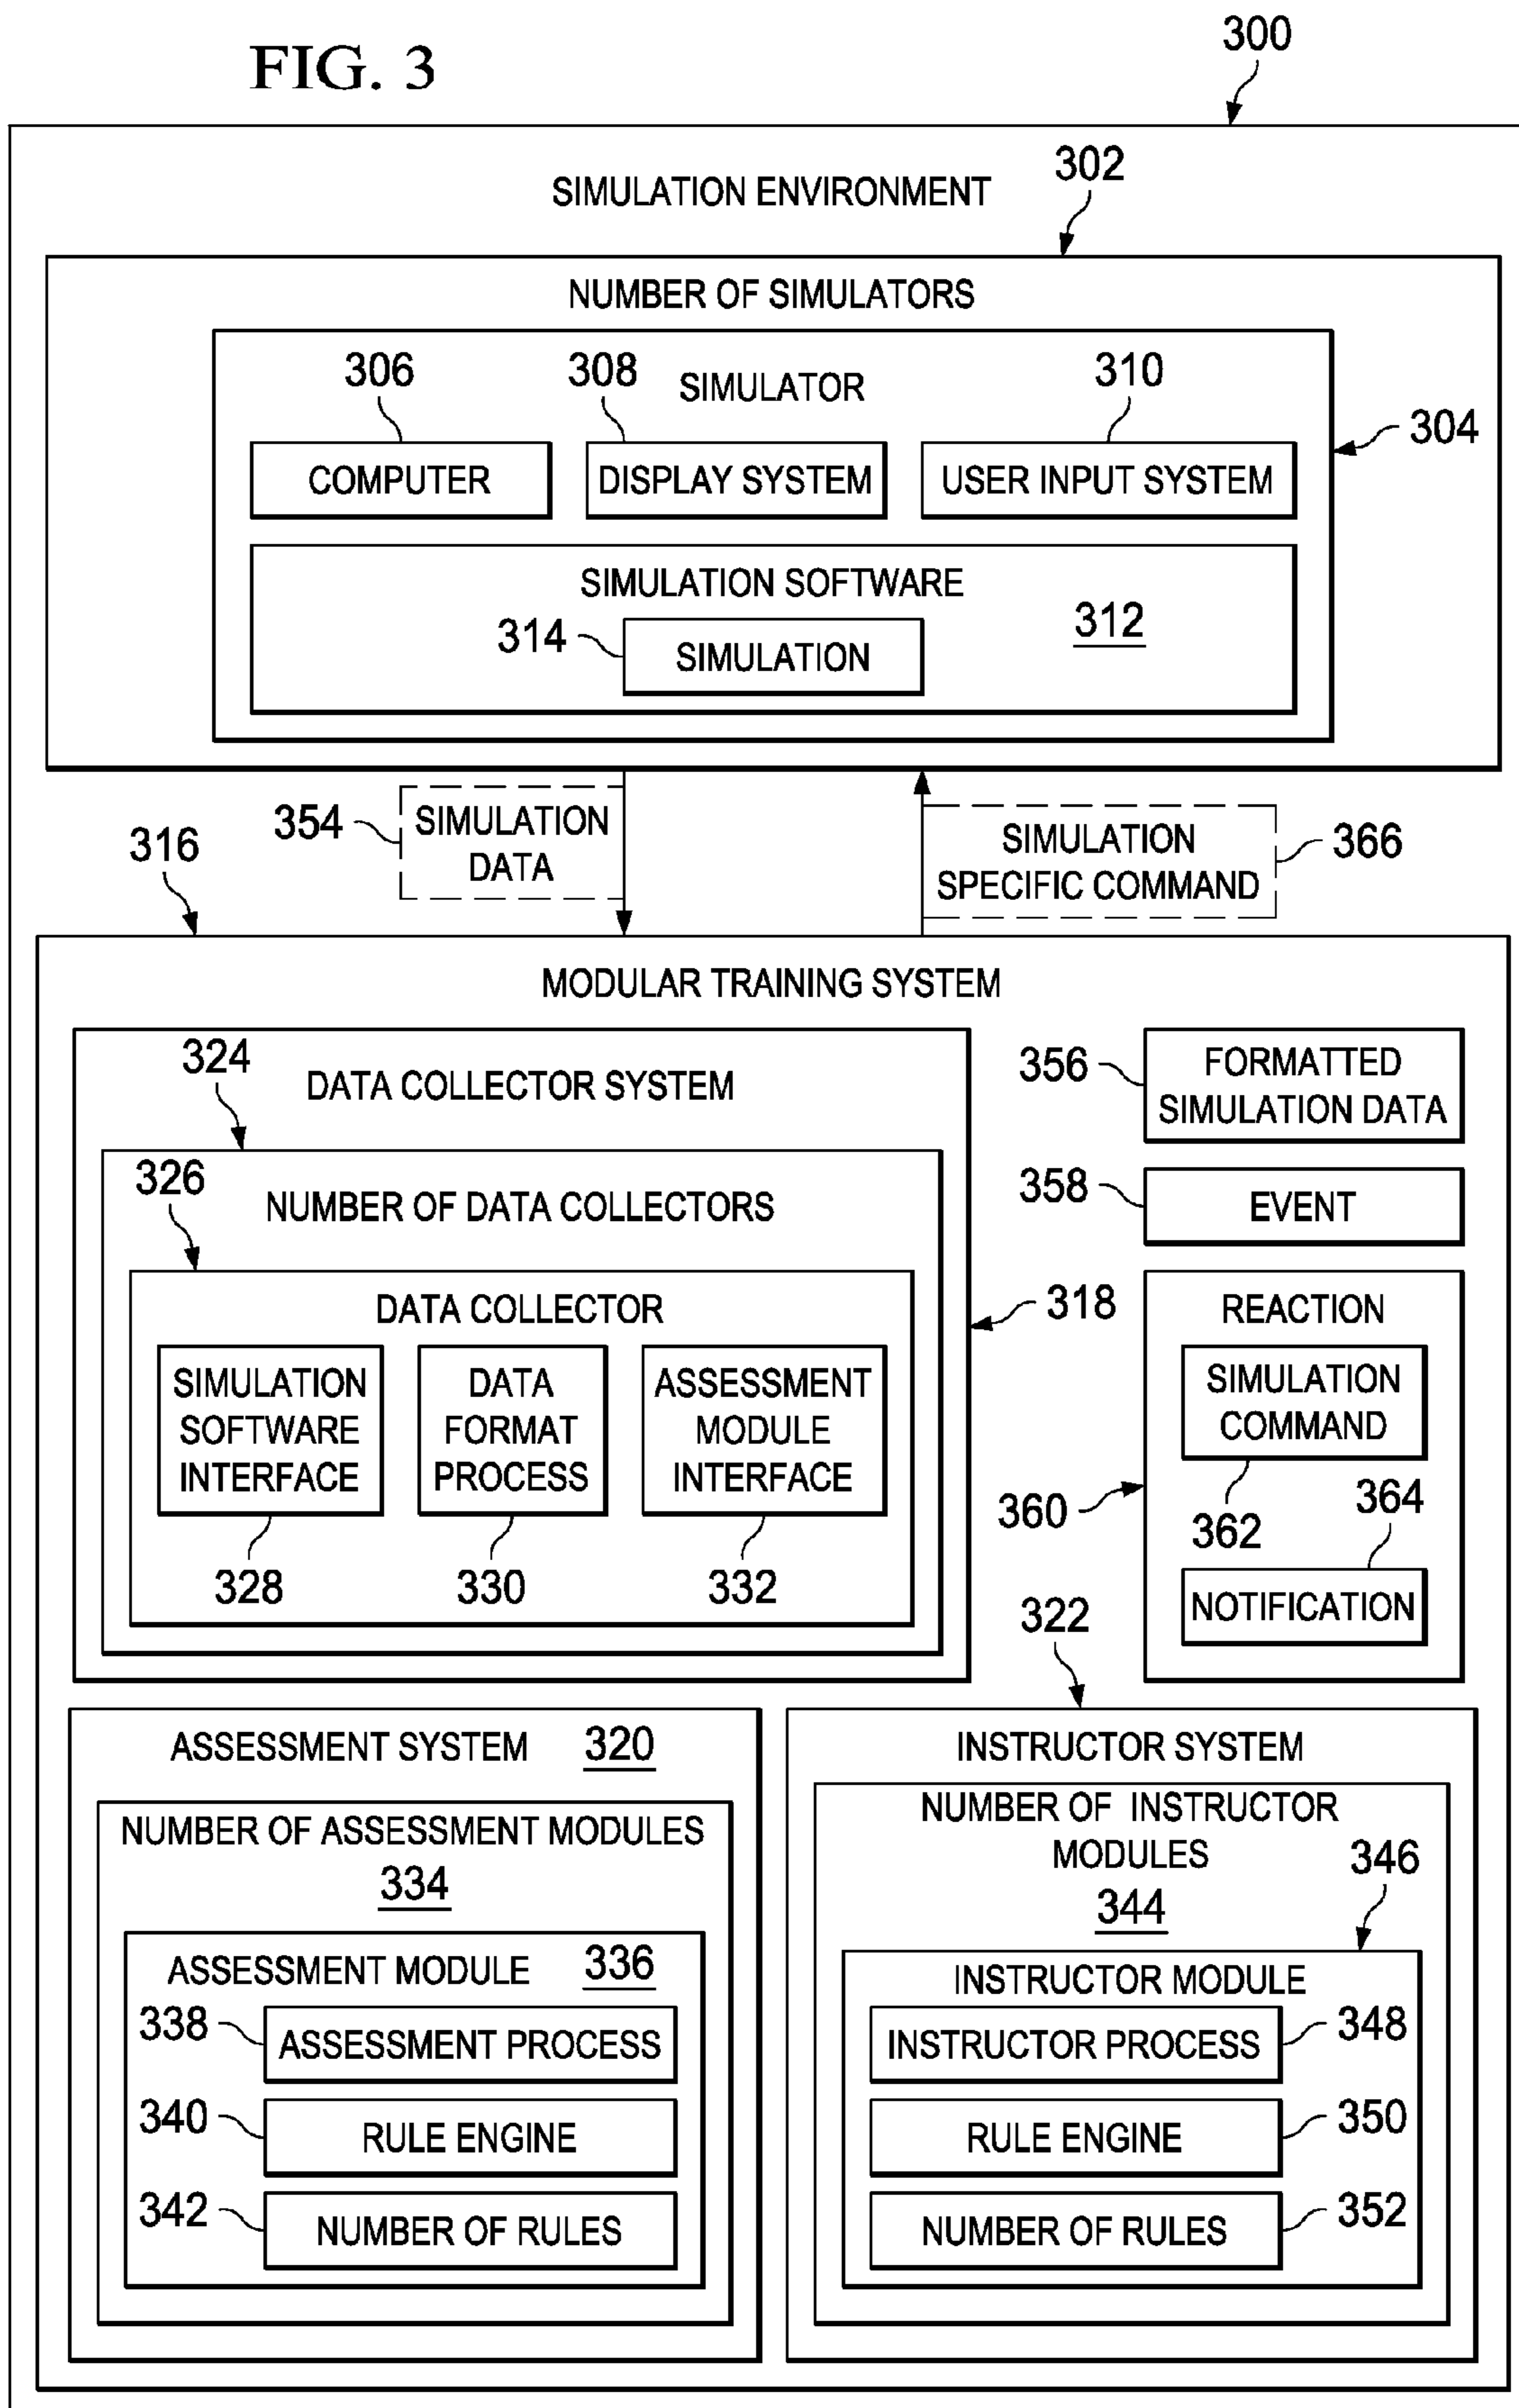 FIG. 3
300
SIMULATION ENVIRONMENT
302
NUMBER OF SIMULATORS
306
308
SIMULATOR
310
304
COMPUTER
DISPLAY SYSTEM
USER INPUT SYSTEM
SIMULATION SOFTWARE
312
314
SIMULATION
354
SIMULATION
DATA
SIMULATION
SPECIFIC COMMAND
366
316
MODULAR TRAINING SYSTEM
324
DATA COLLECTOR SYSTEM
326
NUMBER OF DATA COLLECTORS
DATA COLLECTOR
318
SIMULATION
SOFTWARE
INTERFACE
DATA
FORMAT
PROCESS
ASSESSMENT
MODULE
INTERFACE
328
330
332
356
FORMATTED
SIMULATION DATA
358
EVENT
REACTION
SIMULATION
COMMAND
360
362
364
NOTIFICATION
322
ASSESSMENT SYSTEM 320
NUMBER OF ASSESSMENT MODULES
334
ASSESSMENT MODULE 336
338
ASSESSMENT PROCESS
340
RULE ENGINE
342
NUMBER OF RULES
INSTRUCTOR SYSTEM
NUMBER OF INSTRUCTOR
MODULES
344
346
INSTRUCTOR MODULE
INSTRUCTOR PROCESS
348
RULE ENGINE
350
NUMBER OF RULES
352